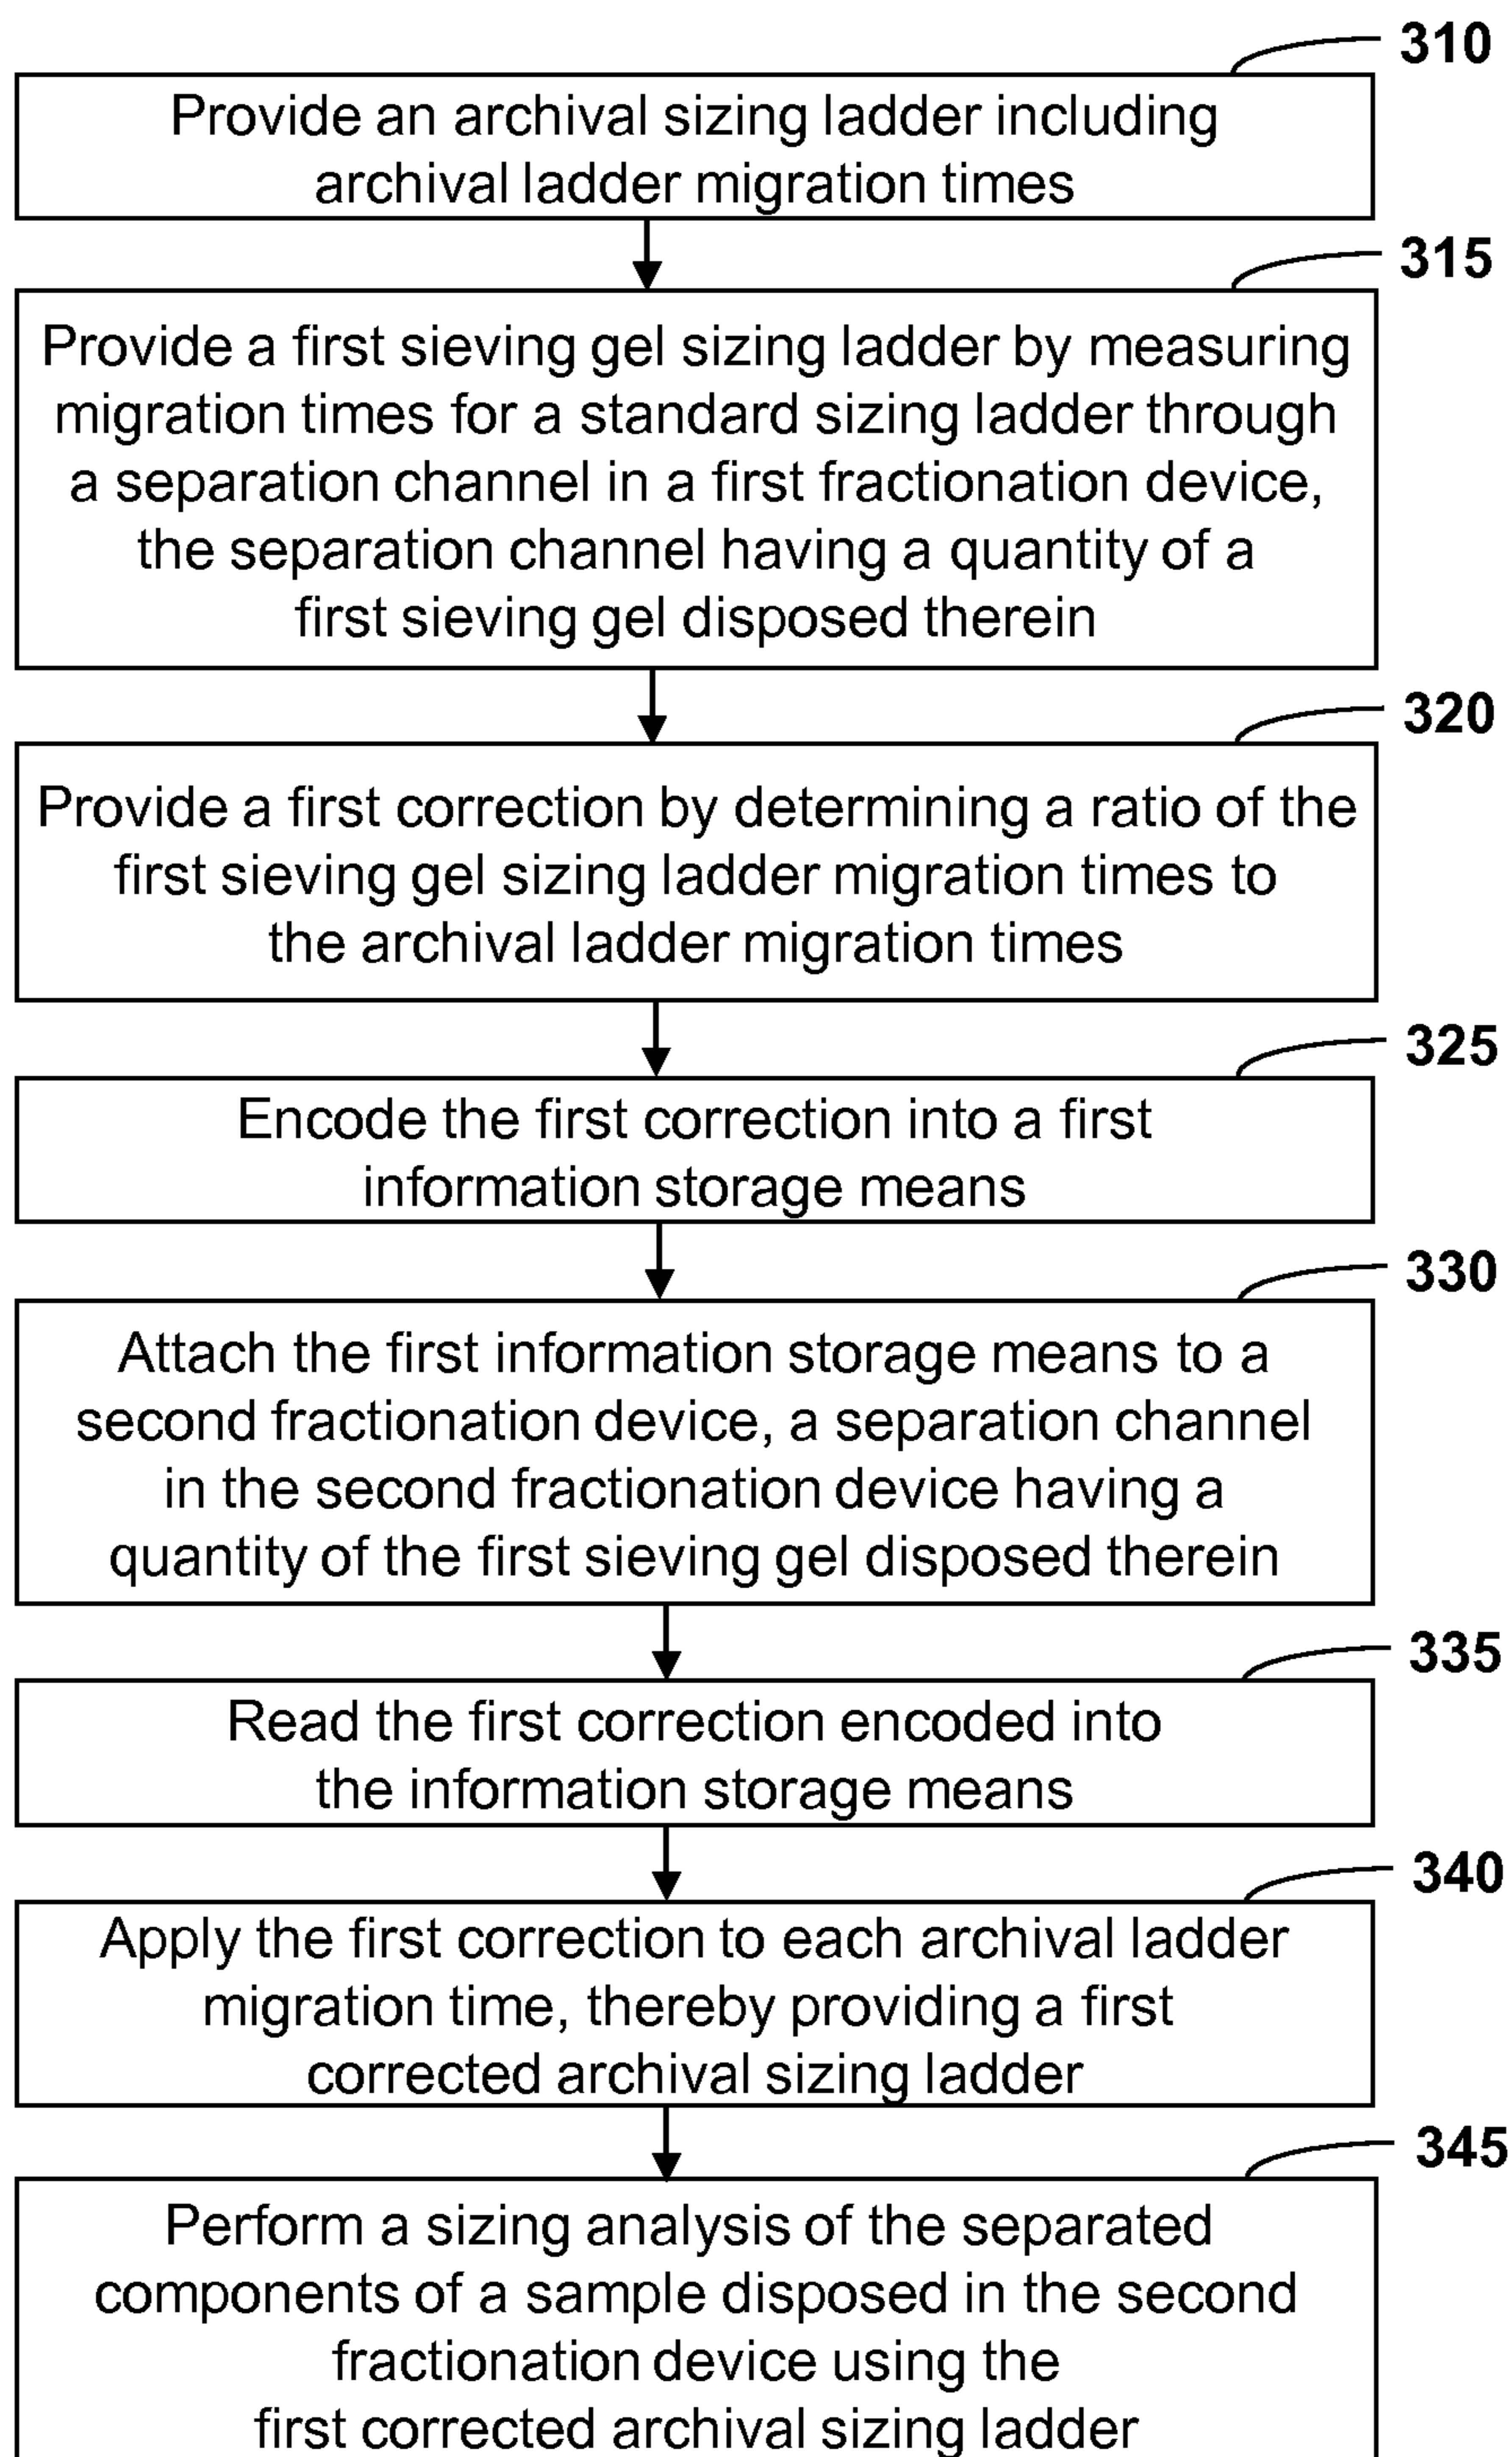 310
Provide an archival sizing ladder including
archival ladder migration times
315
Provide a first sieving gel sizing ladder by measuring
migration times for a standard sizing ladder through
a separation channel in a first fractionation device,
the separation channel having a quantity of a
first sieving gel disposed therein
320
Provide a first correction by determining a ratio of the
first sieving gel sizing ladder migration times to
the archival ladder migration times
325
Encode the first correction into a first
information storage means
330
Attach the first information storage means to a
second fractionation device, a separation channel
in the second fractionation device having a
quantity of the first sieving gel disposed therein
335
Read the first correction encoded into
the information storage means
340
Apply the first correction to each archival ladder
migration time, thereby providing a first
corrected archival sizing ladder
345
Perform a sizing analysis of the separated
components of a sample disposed in the second
fractionation device using the
first corrected archival sizing ladder